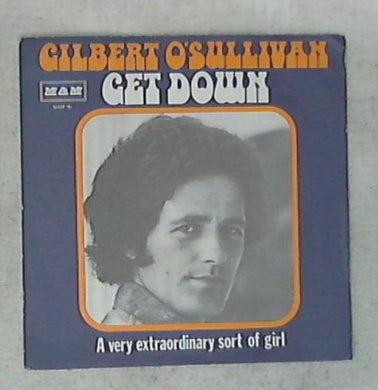 GILBERT O'SULLIVAN
GET DOWN
MAM
A very extraordinary sort of girl